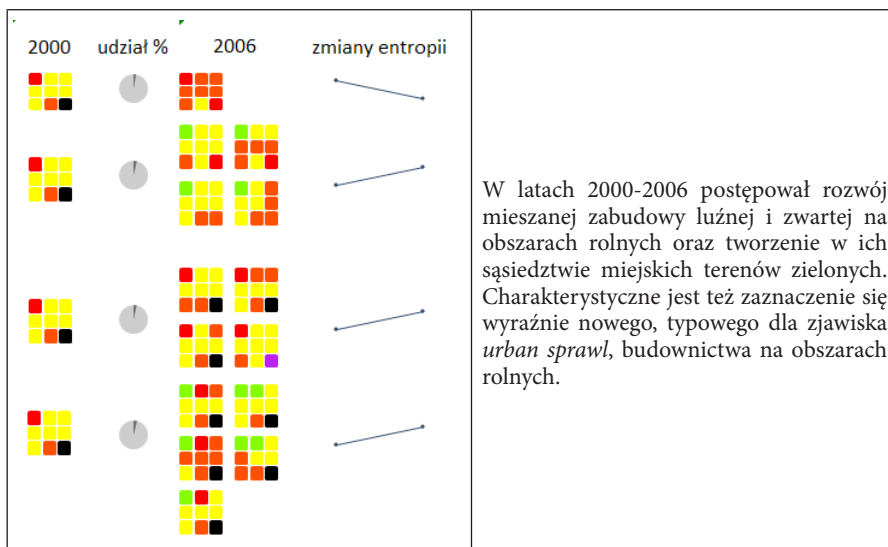 2000 udział % 2006 zmiany entropii
W latach 2000-2006 postępował rozwój
mieszanej zabudowy luźnej i zwartej na
obszarach rolnych oraz tworzenie w ich
sąsiedztwie miejskich terenów zielonych.
Charakterystyczne jest też zaznaczenie się
wyraźnie nowego, typowego dla zjawiska
urban sprawl, budownictwa na obszarach
rolnych.